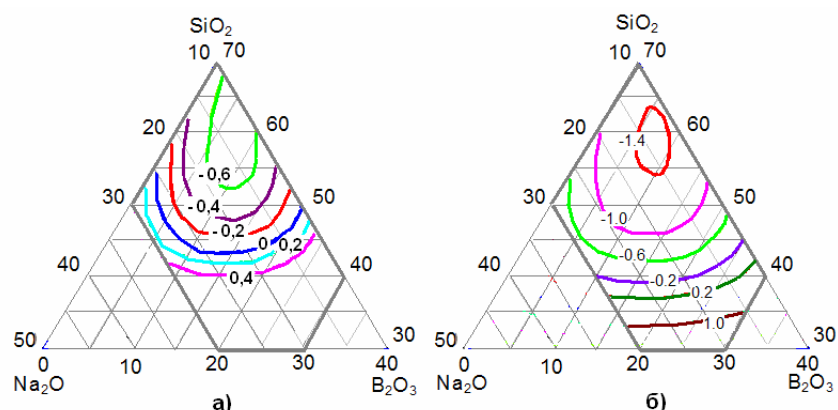 SiO₂ SiO₂
10 70 10 70
20 60 20 60
-1.4
- 0,6
30 - 0,4 50 30 50
- 0,2 -1.0
0 0,2 -0.6
40 0,4 40 40 -0.2 40
0.2
1.0
50 30 50 30
0 10 20 30 40 0 10 20 30 40
Na₂O B₂O₃ Na₂O B₂O₃
а) б)